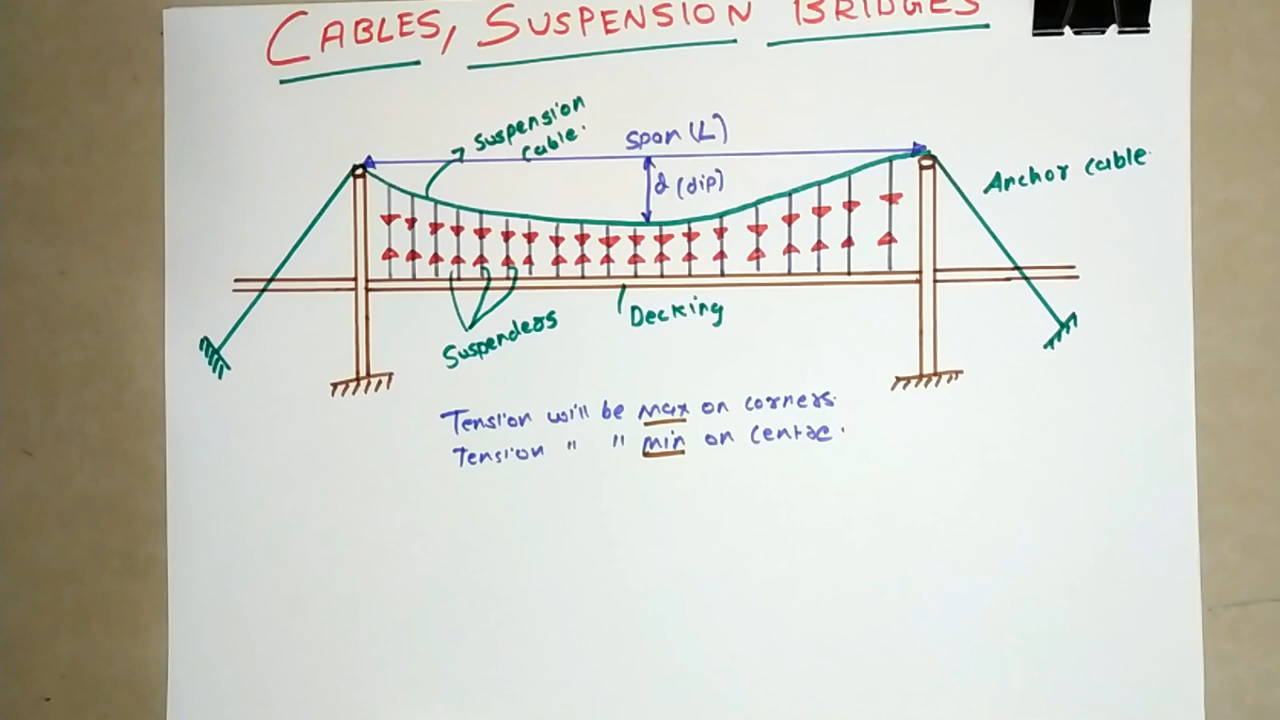 CABLES, SUSPENSION BRIDGES
Suspension
cable.
Span (L)
d (dip)
Anchor cable
Suspenders
Decking
Tension will be max on corners.
Tension " " min on centre.